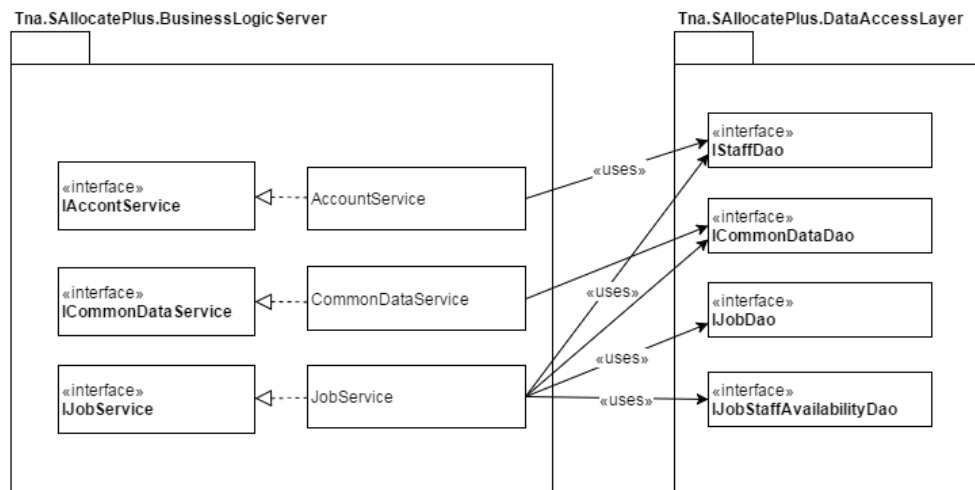 Tna.SAllocatePlus.BusinessLogicServer
Tna.SAllocatePlus.DataAccessLayer
«interface»
IStaffDao
«uses»
«interface»
IAccontService
AccountService
«interface»
ICommonDataDao
«interface»
ICommonDataService
CommonDataService
«uses»
«interface»
IJobDao
«uses»
«interface»
IJobService
JobService
«uses»
«interface»
IJobStaffAvailabilityDao